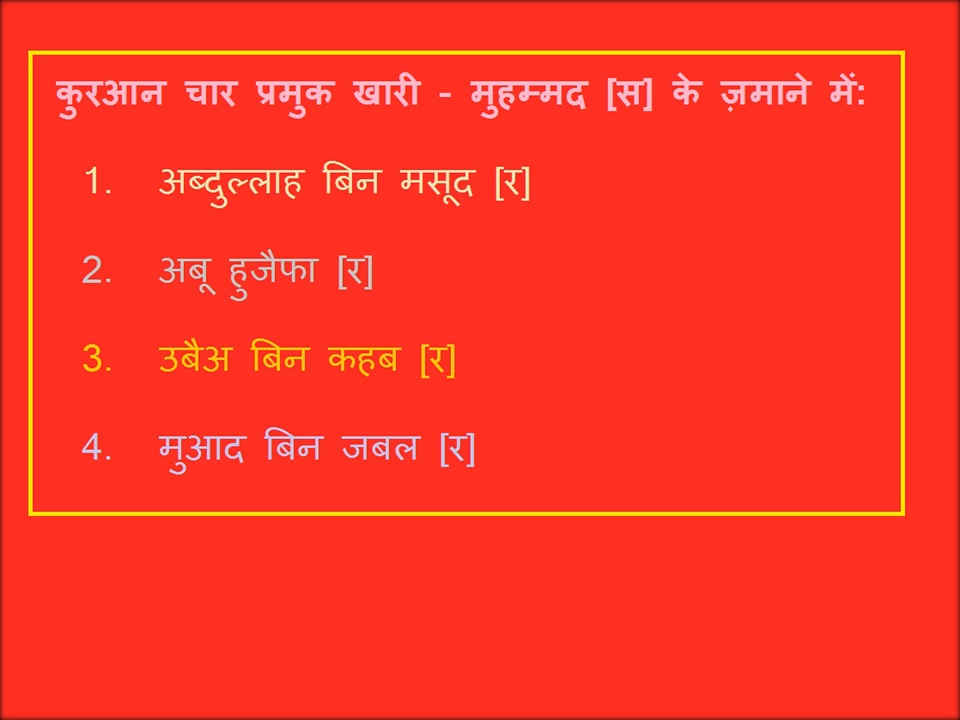 कुरआन चार प्रमुक खारी - मुहम्मद [स] के ज़माने में:
1. अब्दुल्लाह बिन मसूद [र]
2. अबू हुजैफा [र]
3. उबैअ बिन कहब [र]
4. मुआद बिन जबल [र]